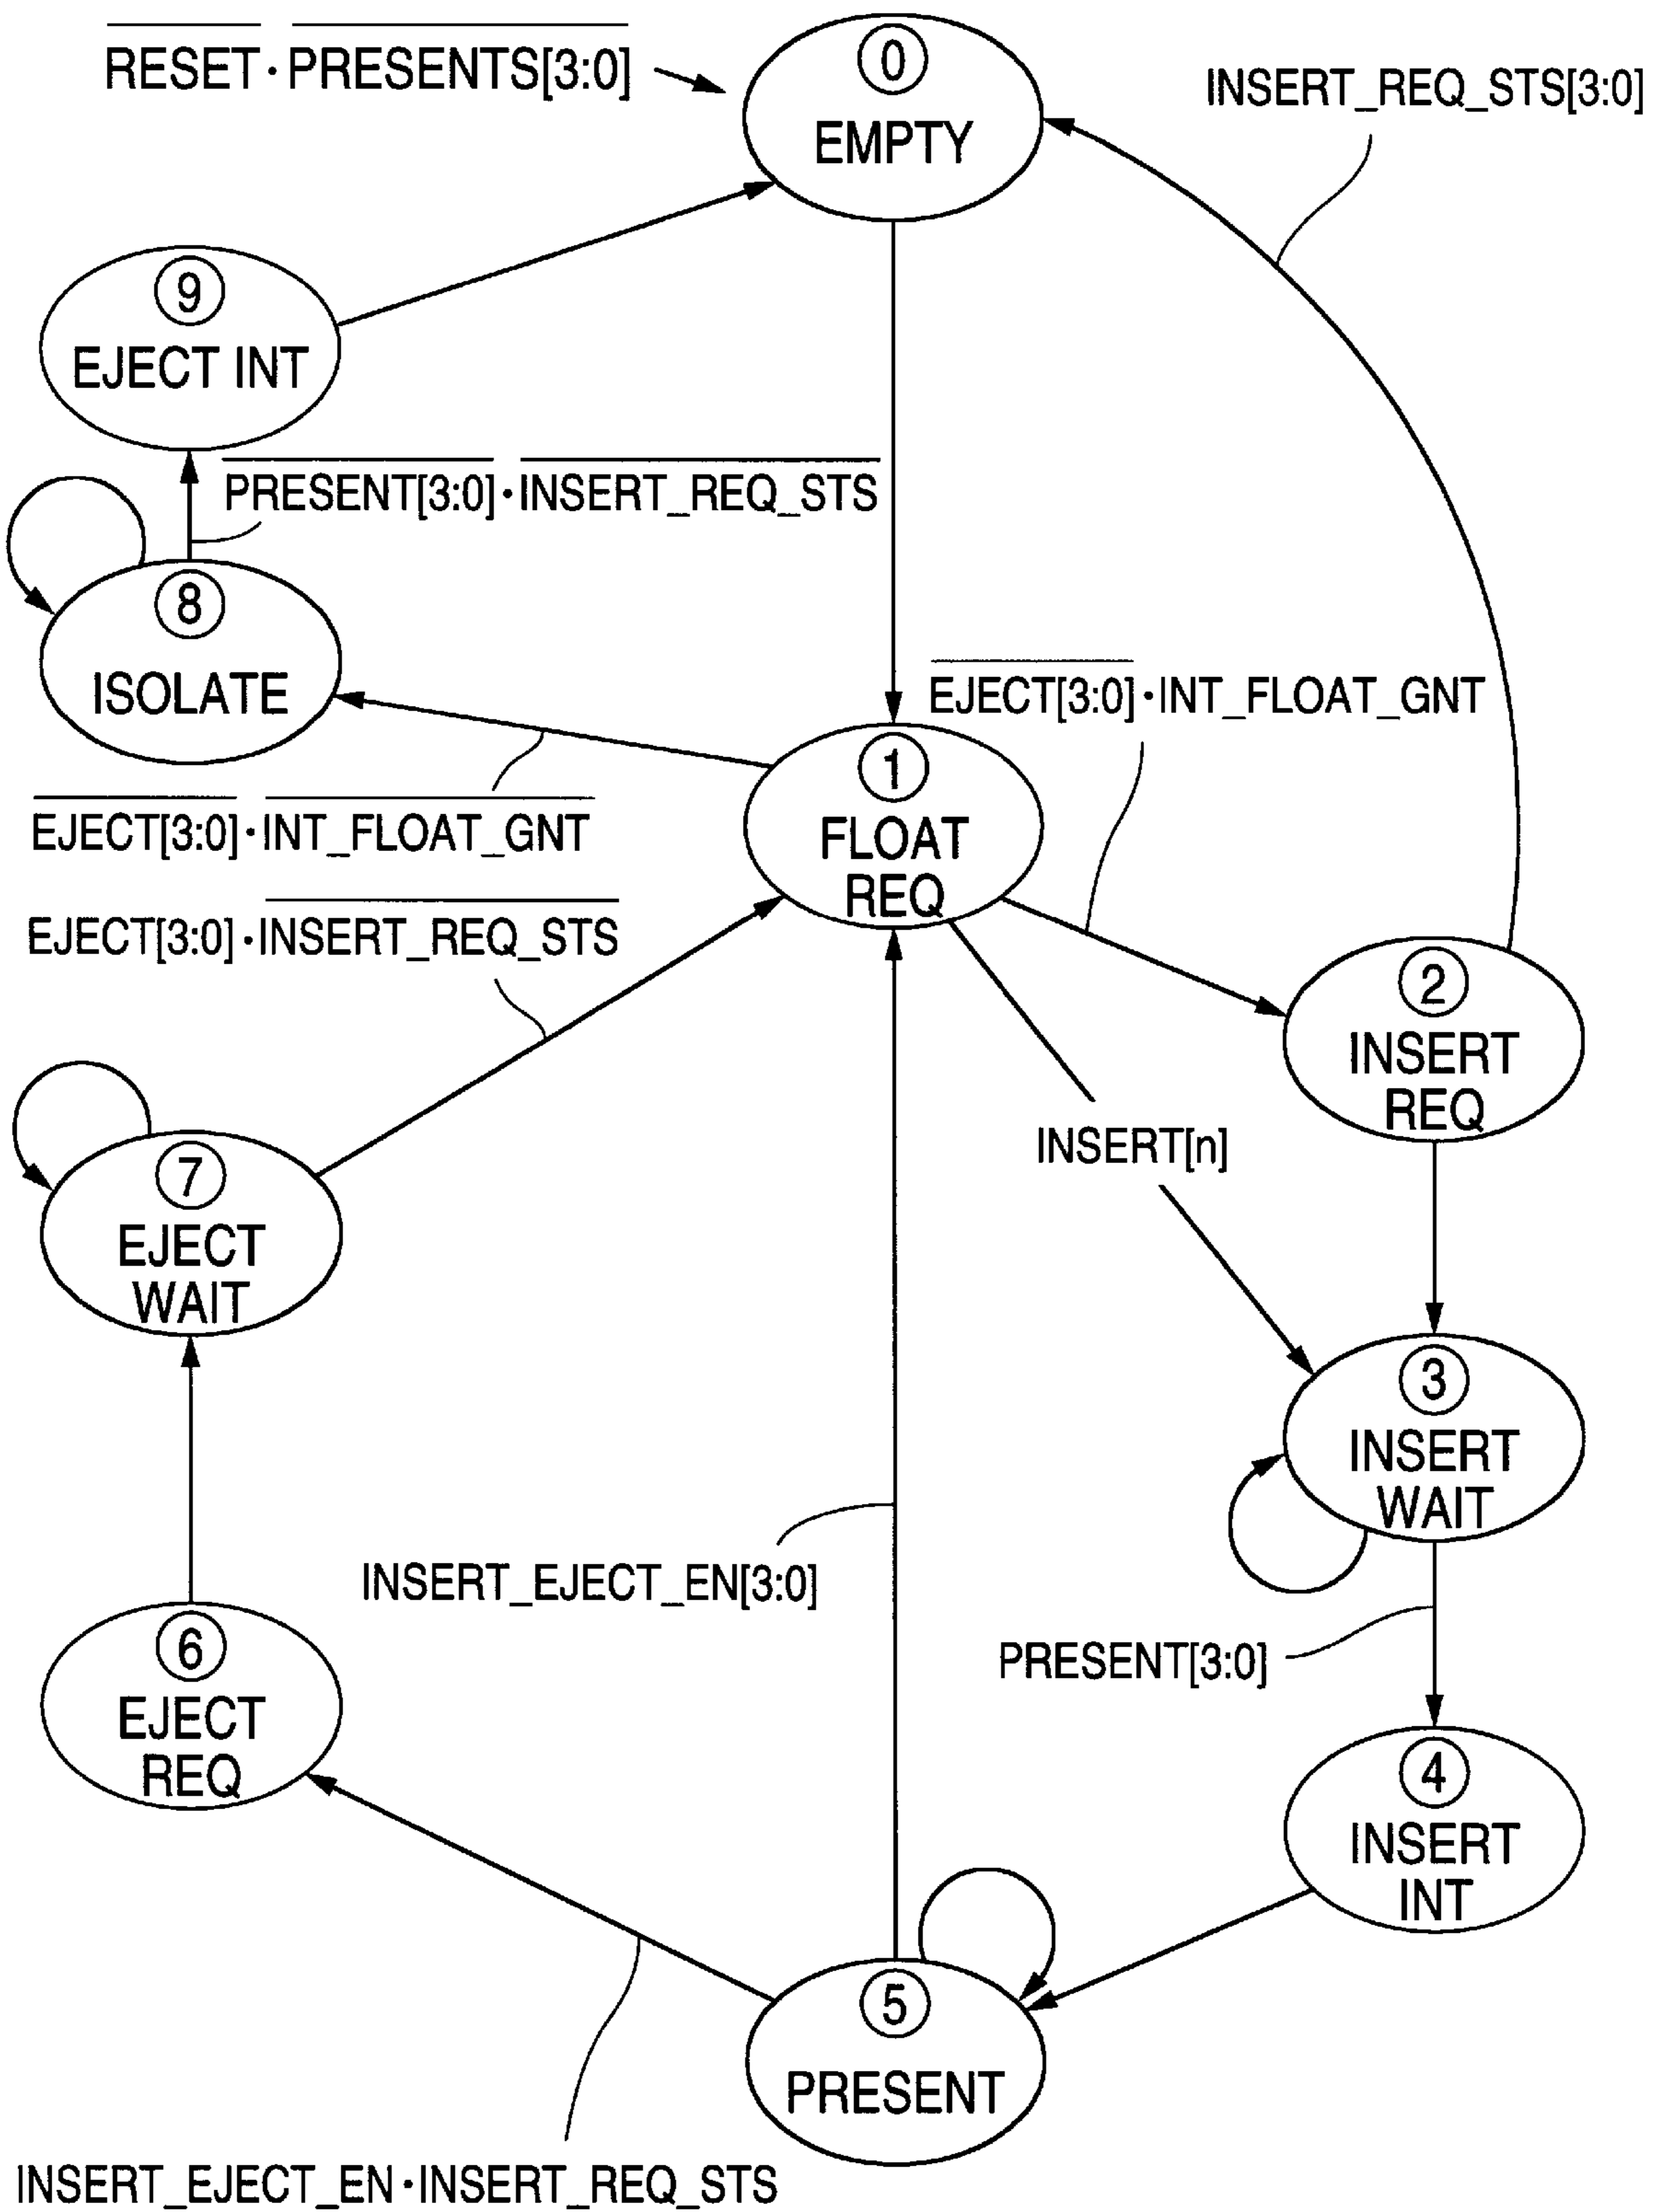 RESET·PRESENTS[3:0]
0
EMPTY
INSERT_REQ_STS[3:0]
9
EJECT INT
PRESENT[3:0]·INSERT_REQ_STS
8
ISOLATE
EJECT[3:0]·INT_FLOAT_GNT
1
FLOAT
REQ
EJECT[3:0]·INT_FLOAT_GNT
EJECT[3:0]·INSERT_REQ_STS
2
INSERT
REQ
INSERT[n]
7
EJECT
WAIT
3
INSERT
WAIT
INSERT_EJECT_EN[3:0]
PRESENT[3:0]
6
EJECT
REQ
4
INSERT
INT
5
PRESENT
INSERT_EJECT_EN·INSERT_REQ_STS